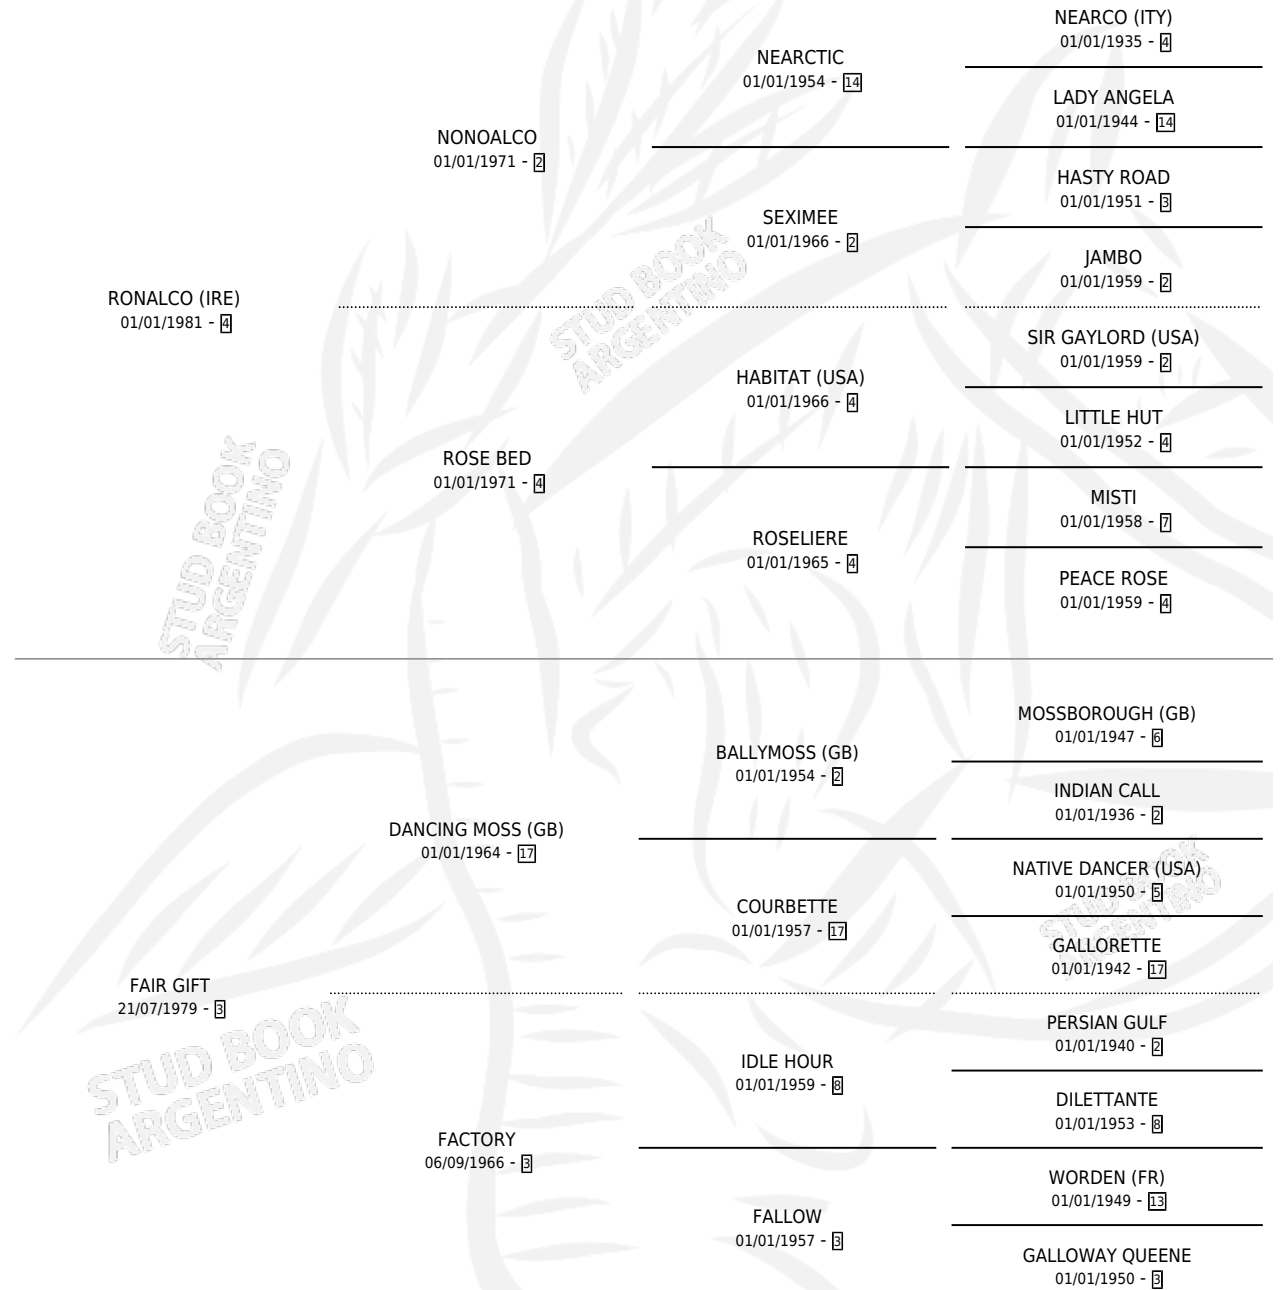 NEARCO (ITY)
01/01/1935 - 4
NEARCTIC
01/01/1954 - 14
LADY ANGELA
01/01/1944 - 14
NONOALCO
01/01/1971 - 2
HASTY ROAD
01/01/1951 - 3
SEXIMEE
01/01/1966 - 2
JAMBO
01/01/1959 - 2
RONALCO (IRE)
01/01/1981 - 4
SIR GAYLORD (USA)
01/01/1959 - 2
HABITAT (USA)
01/01/1966 - 4
LITTLE HUT
01/01/1952 - 4
ROSE BED
01/01/1971 - 4
MISTI
01/01/1958 - 7
ROSELIERE
01/01/1965 - 4
PEACE ROSE
01/01/1959 - 4
MOSSBOROUGH (GB)
01/01/1947 - 6
BALLYMOSS (GB)
01/01/1954 - 2
INDIAN CALL
01/01/1936 - 2
DANCING MOSS (GB)
01/01/1964 - 17
NATIVE DANCER (USA)
01/01/1950 - 5
COURBETTE
01/01/1957 - 17
GALLORETTE
01/01/1942 - 17
FAIR GIFT
21/07/1979 - 3
PERSIAN GULF
01/01/1940 - 2
IDLE HOUR
01/01/1959 - 8
DILETTANTE
01/01/1953 - 8
FACTORY
06/09/1966 - 3
WORDEN (FR)
01/01/1949 - 13
FALLOW
01/01/1957 - 3
GALLOWAY QUEENE
01/01/1950 - 3
STUD BOOK
ARGENTINO
STUD BOOK
ARGENTINO
STUD BOOK
ARGENTINO
STUD BOOK
ARGENTINO